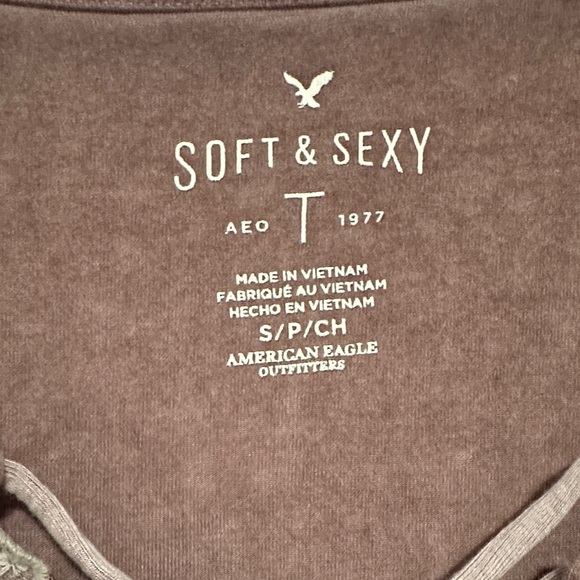 SOFT & SEXY
AEO T 1977
MADE IN VIETNAM
FABRIQUÉ AU VIETNAM
HECHO EN VIETNAM
S/P/CH
AMERICAN EAGLE
OUTFITTERS